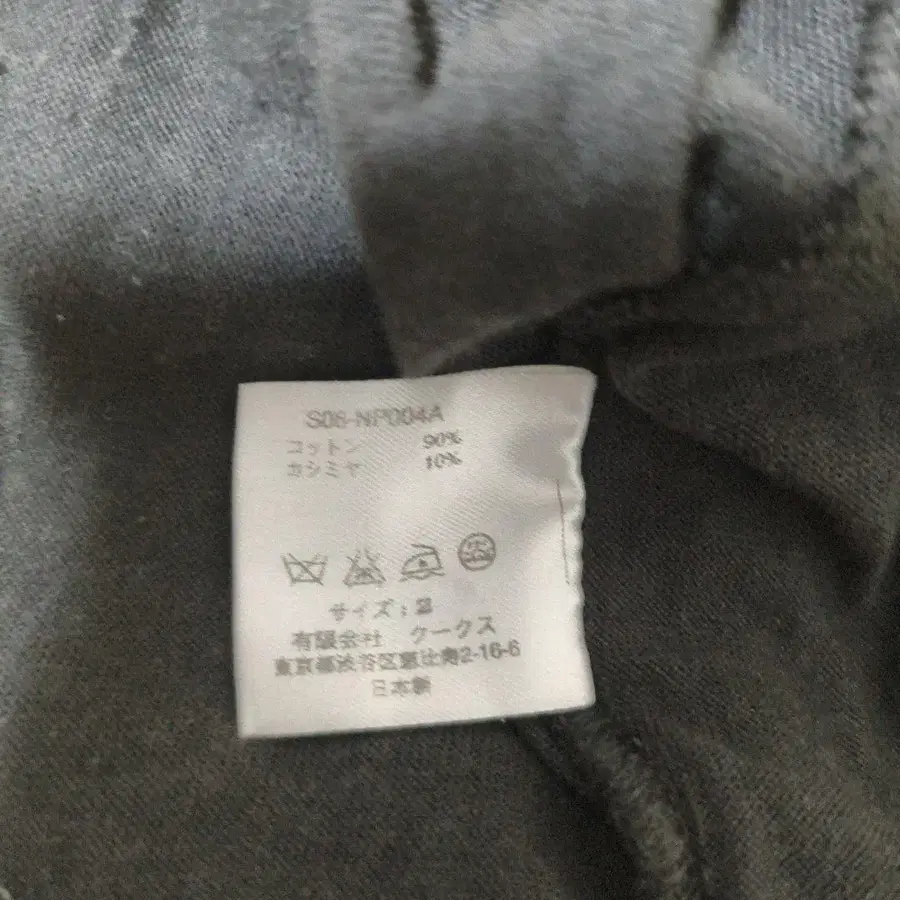 S06-NP004A
コットン 90%
カシミヤ 10%
サイズ：2
有限会社 ケークス
東京都渋谷区恵比寿2-16-6
日本製